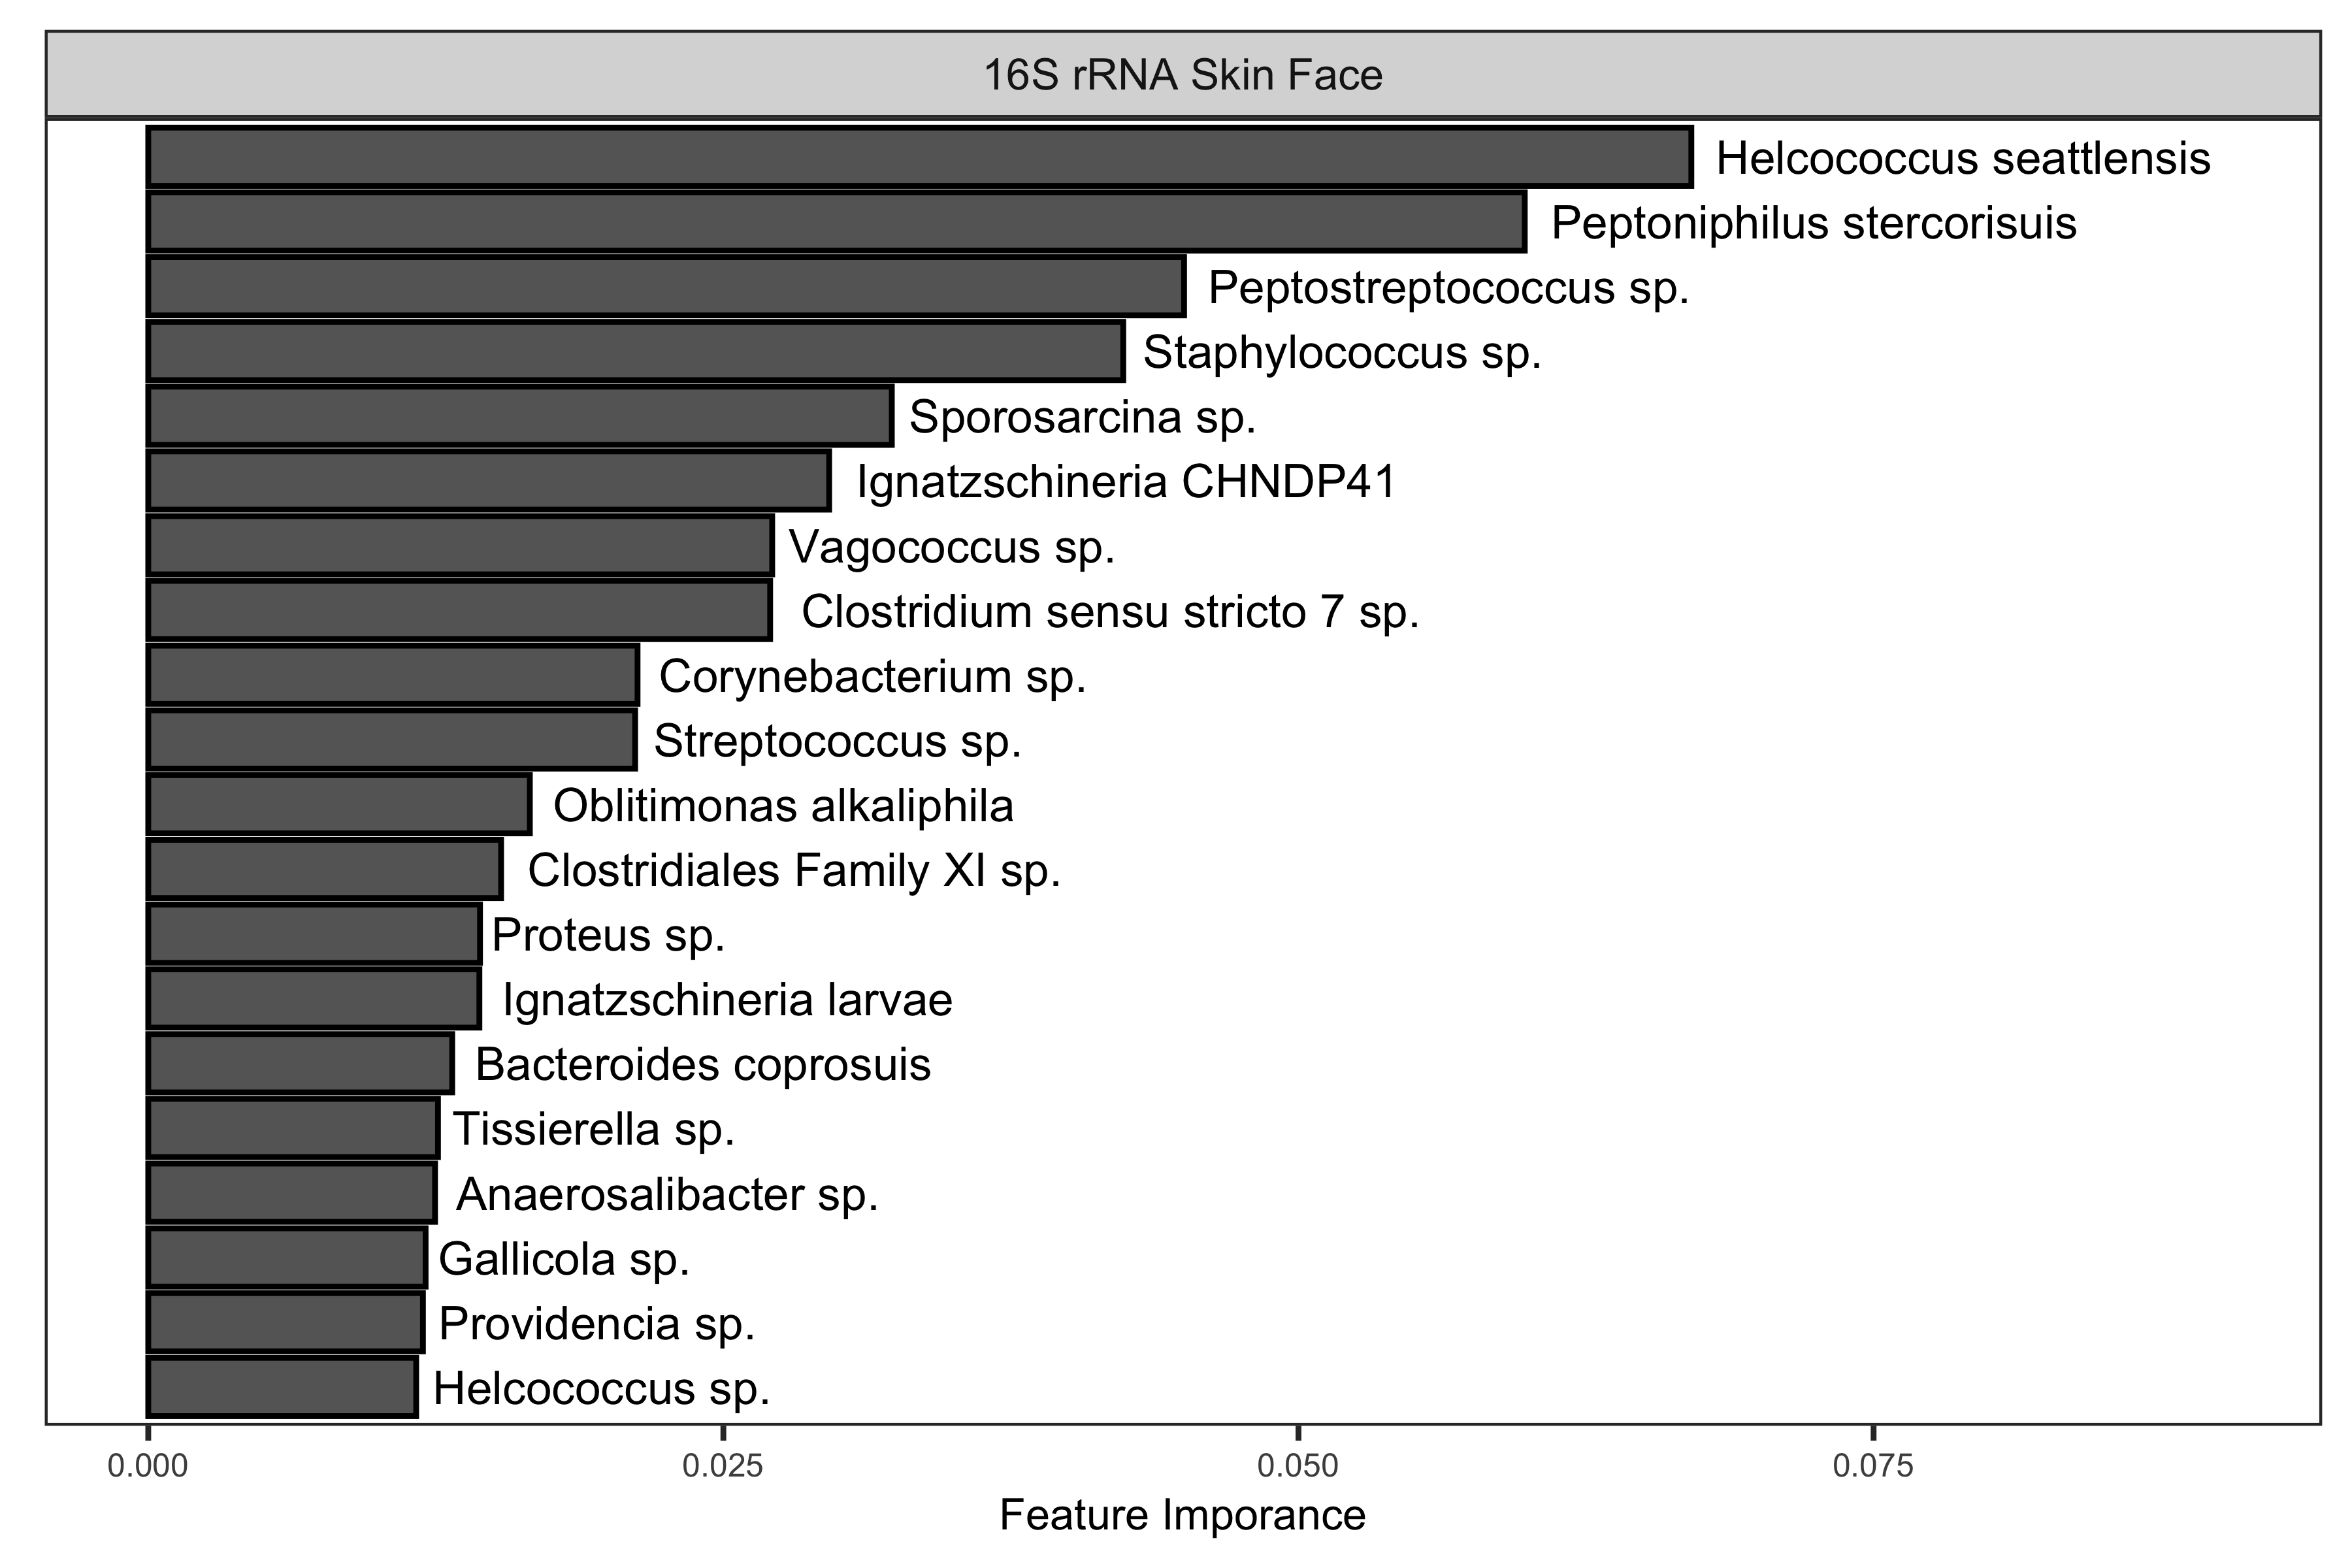 16S rRNA Skin Face
Helcococcus seattlensis
Peptoniphilus stercorisuis
Peptostreptococcus sp.
Staphylococcus sp.
Sporosarcina sp.
Ignatzschineria CHNDP41
Vagococcus sp.
Clostridium sensu stricto 7 sp.
Corynebacterium sp.
Streptococcus sp.
Oblitimonas alkaliphila
Clostridiales Family XI sp.
Proteus sp.
Ignatzschineria larvae
Bacteroides coprosuis
Tissierella sp.
Anaerosalibacter sp.
Gallicola sp.
Providencia sp.
Helcococcus sp.
0.000 0.025 0.050 0.075
Feature Imporance